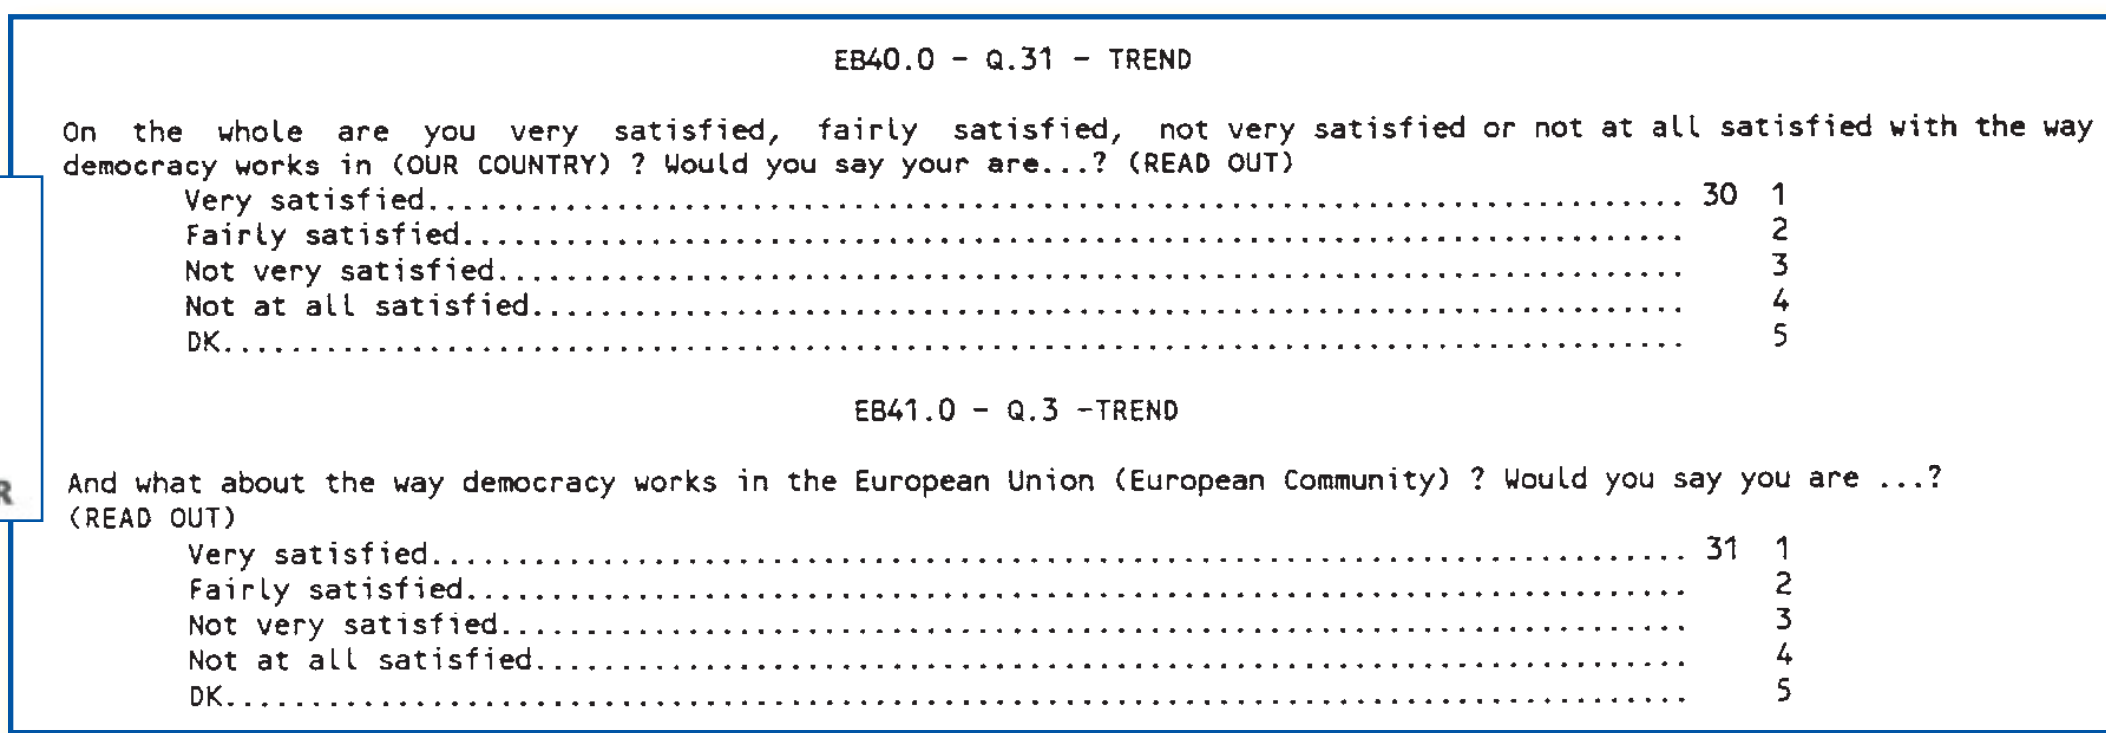 EB40.0 - Q.31 - TREND
On the whole are you very satisfied, fairly satisfied, not very satisfied or not at all satisfied with the way
democracy works in (OUR COUNTRY) ? Would you say your are...? (READ OUT)
Very satisfied.......................................................................... 30 1
Fairly satisfied........................................................................ 2
Not very satisfied...................................................................... 3
Not at all satisfied.................................................................... 4
DK...................................................................................... 5
EB41.0 - Q.3 -TREND
R
And what about the way democracy works in the European Union (European Community) ? Would you say you are ...?
(READ OUT)
Very satisfied.......................................................................... 31 1
Fairly satisfied........................................................................ 2
Not very satisfied...................................................................... 3
Not at all satisfied.................................................................... 4
DK...................................................................................... 5